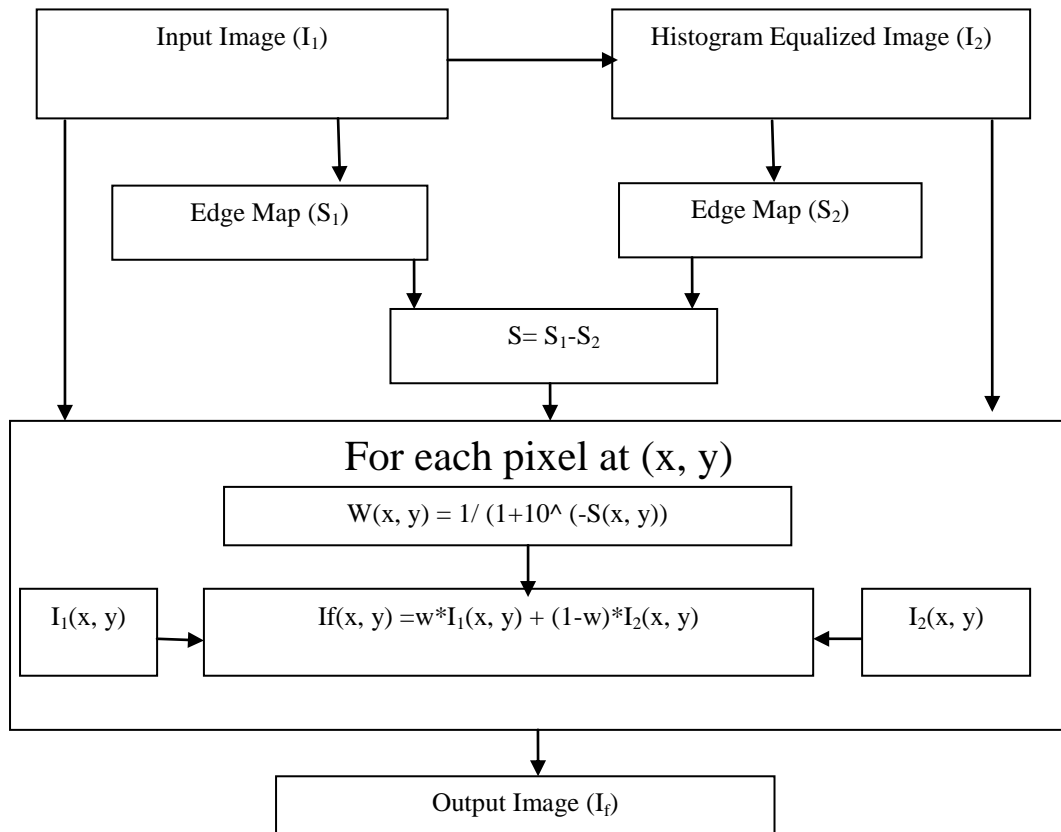 Input Image (I₁)
Histogram Equalized Image (I₂)
Edge Map (S₁)
Edge Map (S₂)
S= S₁-S₂
For each pixel at (x, y)
W(x, y) = 1/ (1+10^ (-S(x, y))
I₁(x, y)
If(x, y) =w*I₁(x, y) + (1-w)*I₂(x, y)
I₂(x, y)
Output Image (I_f)